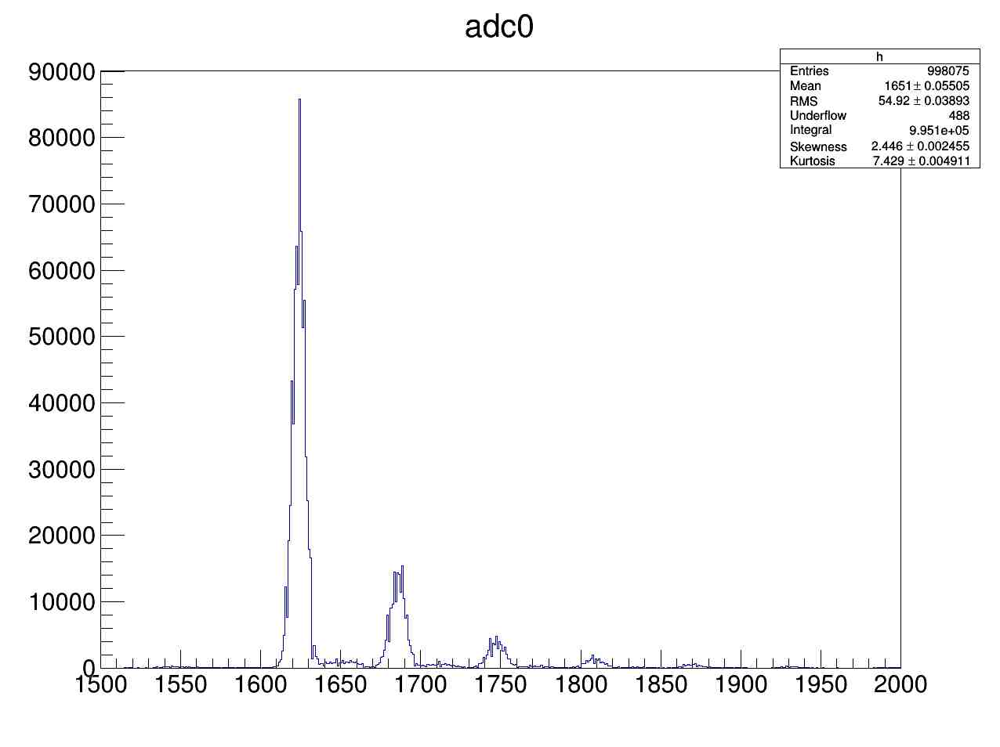 adc0
h
Entries 998075
Mean 1651 ± 0.05505
RMS 54.92 ± 0.03893
Underflow 488
Integral 9.951e+05
Skewness 2.446 ± 0.002455
Kurtosis 7.429 ± 0.004911
90000
80000
70000
60000
50000
40000
30000
20000
10000
0
1500 1550 1600 1650 1700 1750 1800 1850 1900 1950 2000